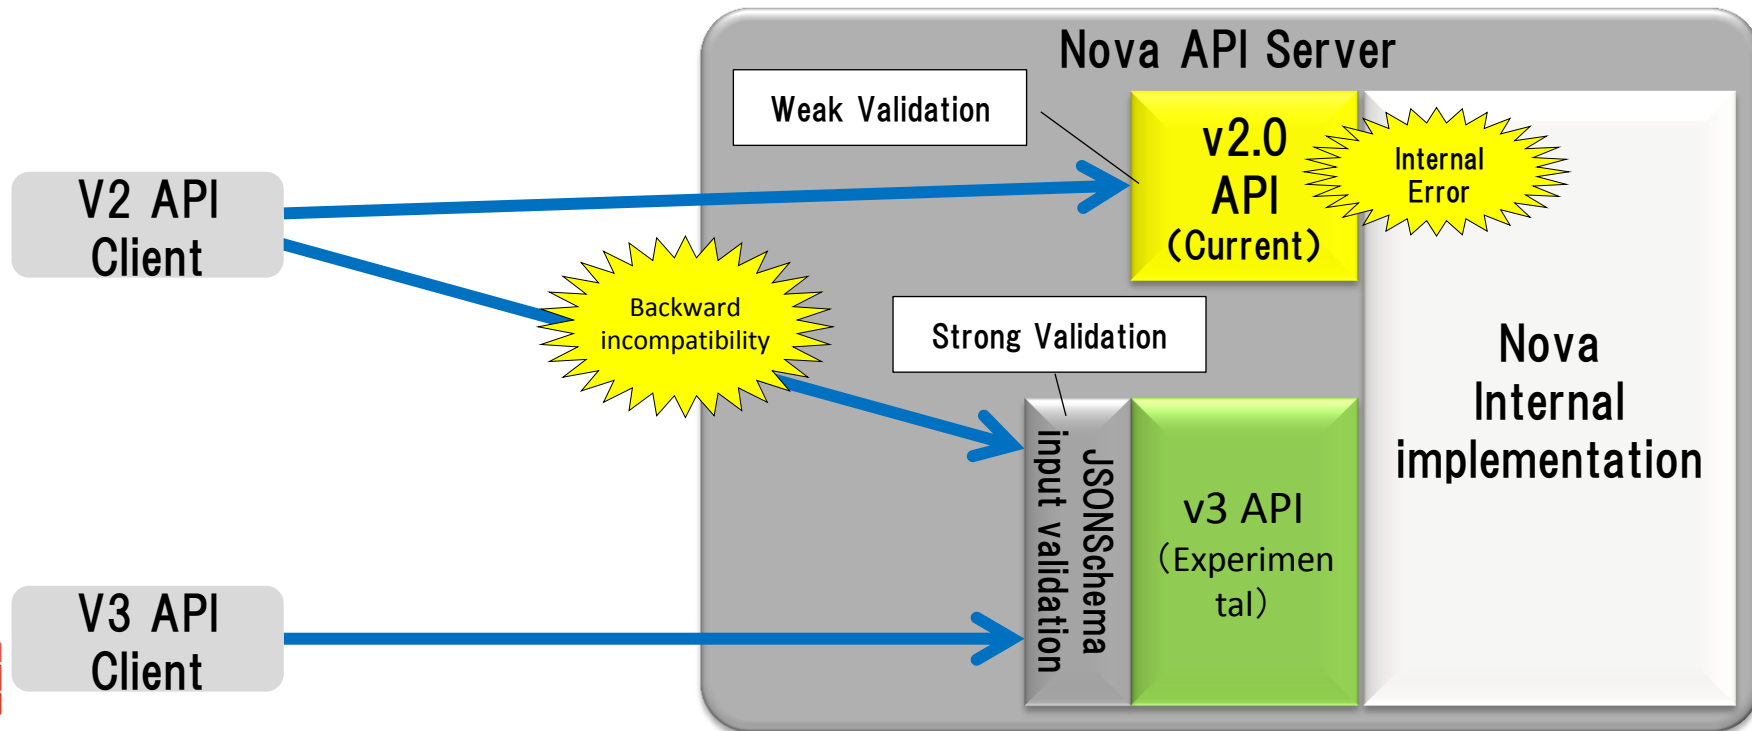 Nova API Server
Weak Validation
v2.0
API
(Current)
Internal
Error
V2 API
Client
Backward
incompatibility
Strong Validation
Nova
Internal
implementation
JSONSchema
input validation
v3 API
（Experimen
tal）
V3 API
Client